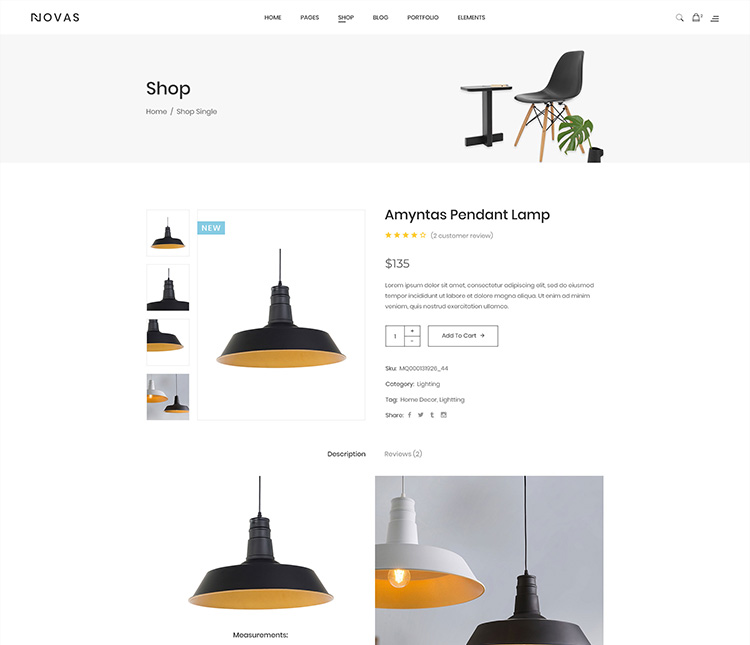 NOVAS
HOME PAGES SHOP BLOG PORTFOLIO ELEMENTS
2
Shop
Home / Shop Single
NEW
Amyntas Pendant Lamp
(2 customer review)
$135
Lorem ipsum dolor sit amet, consectetur adipiscing elit, sed do eiusmod
tempor incididunt ut labore et dolore magna aliqua. Ut enim ad minim
veniam, quis nostrud exercitation ullamco.
1 + -
Add To Cart →
Sku: MQ000131926_44
Category: Lighting
Tag: Home Decor, Lightting
Share:
Description Reviews (2)
Measurements: